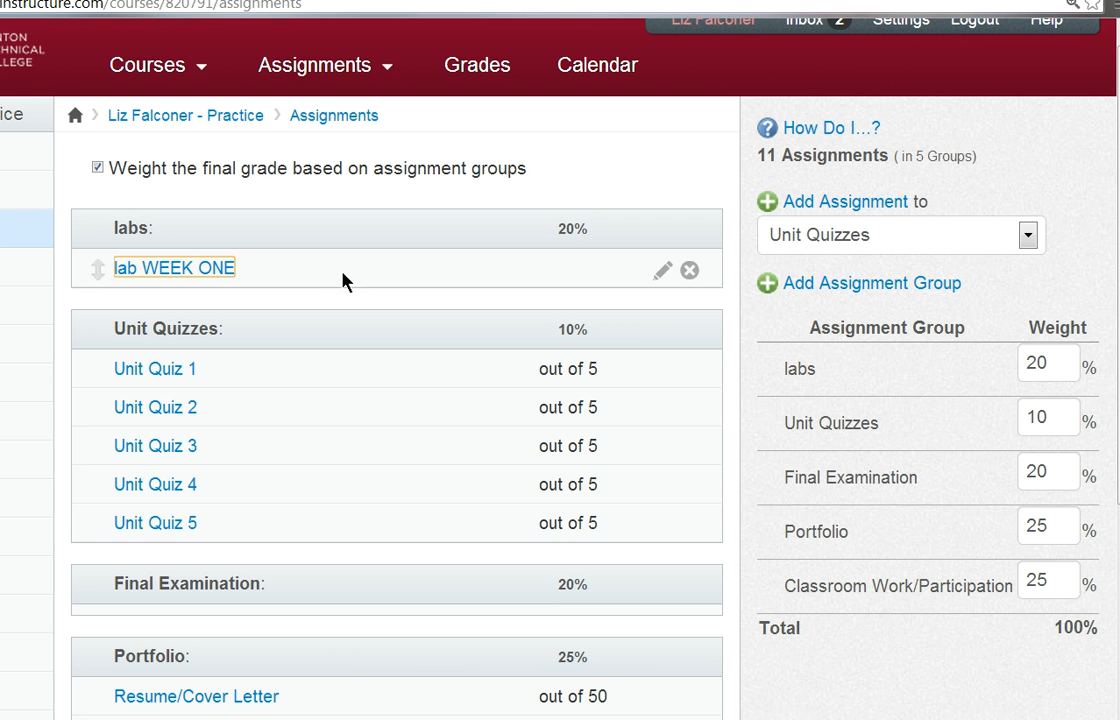 instructure.com/courses/820791/assignments
Liz Falconer Inbox 2 Settings Logout Help
NTON
CHNICAL
LLEGE
Courses Assignments Grades Calendar
ice
Liz Falconer - Practice Assignments
Weight the final grade based on assignment groups
labs: 20%
lab WEEK ONE
Unit Quizzes: 10%
Unit Quiz 1 out of 5
Unit Quiz 2 out of 5
Unit Quiz 3 out of 5
Unit Quiz 4 out of 5
Unit Quiz 5 out of 5
Final Examination: 20%
Portfolio: 25%
Resume/Cover Letter out of 50
? How Do I...?
11 Assignments ( in 5 Groups)
Add Assignment to
Unit Quizzes
Add Assignment Group
Assignment Group Weight
labs 20 %
Unit Quizzes 10 %
Final Examination 20 %
Portfolio 25 %
Classroom Work/Participation 25 %
Total 100%